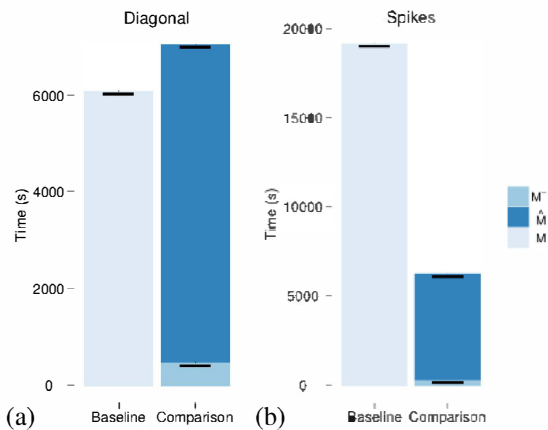 Diagonal
6000
4000
2000
0
Time (s)
Baseline Comparison
(a)
Spikes
20000
15000
10000
5000
0
Time (s)
Baseline Comparison
(b)
M⁻
M̂
M